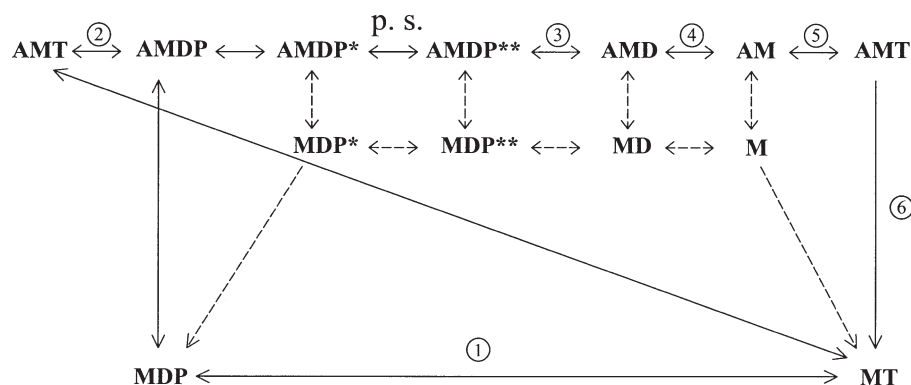 p. s.
AMT ② AMDP AMDP* AMDP** ③ AMD ④ AM ⑤ AMT
MDP* MDP** MD M
⑥
①
MDP MT